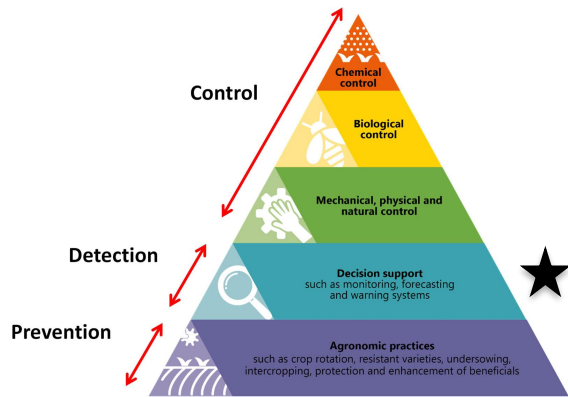 Chemical
control
Control
Biological
control
Mechanical, physical and
natural control
Detection
Decision support
such as monitoring, forecasting
and warning systems
Prevention
Agronomic practices
such as crop rotation, resistant varieties, undersowing,
intercropping, protection and enhancement of beneficials